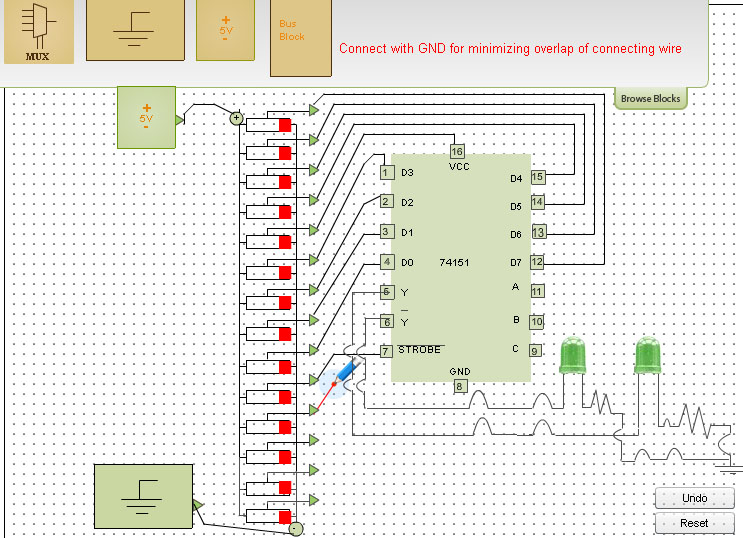 MUX
+
5V
-
Bus
Block
Connect with GND for minimizing overlap of connecting wire
Browse Blocks
+
5V
-
+
16
VCC
1 D3
D4 15
2 D2
D5 14
3 D1
D6 13
4 D0
74151
D7 12
5 Y
A 11
6 Y
B 10
7 STROBE
C 9
GND
8
-
Undo
Reset